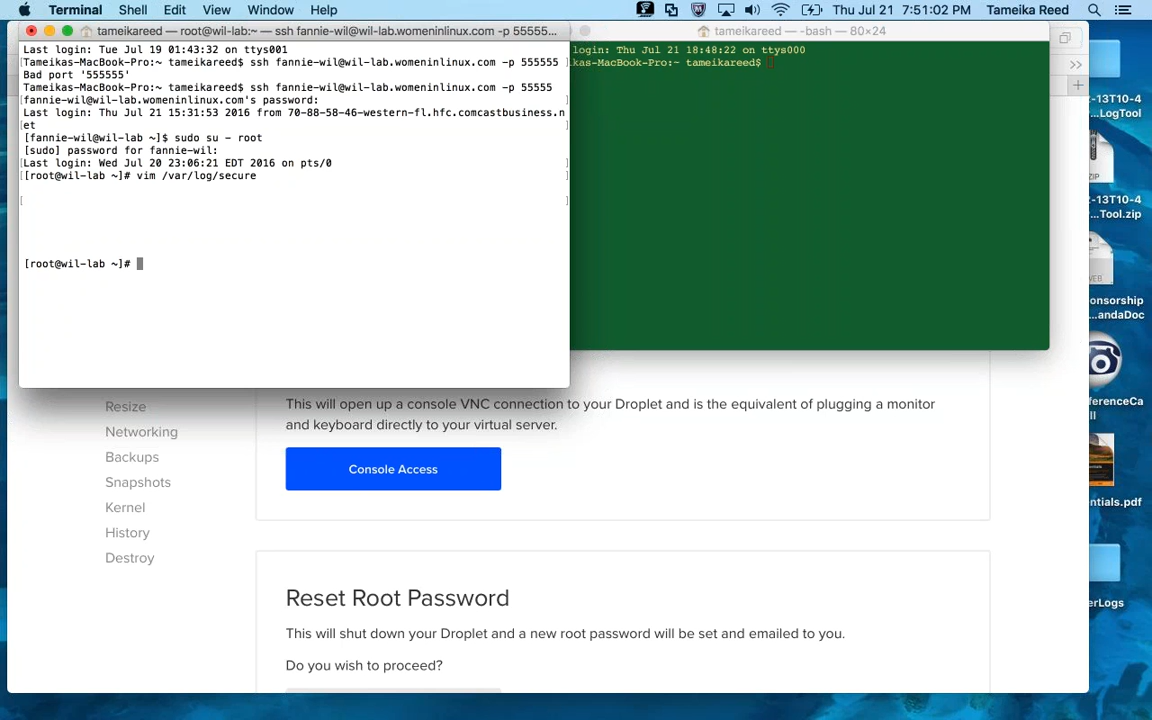 Terminal Shell Edit View Window Help Thu Jul 21 7:51:02 PM Tameika Reed
tameikareed — root@wil-lab:~ — ssh fannie-wil@wil-lab.womeninlinux.com -p 55555...
Last login: Tue Jul 19 01:43:32 on ttys001
Tameikas-MacBook-Pro:~ tameikareed$ ssh fannie-wil@wil-lab.womeninlinux.com -p 555555
Bad port '555555'
Tameikas-MacBook-Pro:~ tameikareed$ ssh fannie-wil@wil-lab.womeninlinux.com -p 55555
fannie-wil@wil-lab.womeninlinux.com's password:
Last login: Thu Jul 21 15:31:53 2016 from 70-88-58-46-western-fl.hfc.comcastbusiness.n
et
[fannie-wil@wil-lab ~]$ sudo su - root
[sudo] password for fannie-wil:
Last login: Wed Jul 20 23:06:21 EDT 2016 on pts/0
[root@wil-lab ~]# vim /var/log/secure
[root@wil-lab ~]#
tameikareed — -bash — 80×24
login: Thu Jul 21 18:48:22 on ttys000
kas-MacBook-Pro:~ tameikareed$
Resize
Networking
Backups
Snapshots
Kernel
History
Destroy
This will open up a console VNC connection to your Droplet and is the equivalent of plugging a monitor
and keyboard directly to your virtual server.
Console Access
Reset Root Password
This will shut down your Droplet and a new root password will be set and emailed to you.
Do you wish to proceed?
-13T10-4
LogTool
ZIP
-13T10-4
Tool.zip
onsorship
...andaDoc
ferenceCa
ll
ntials.pdf
erLogs